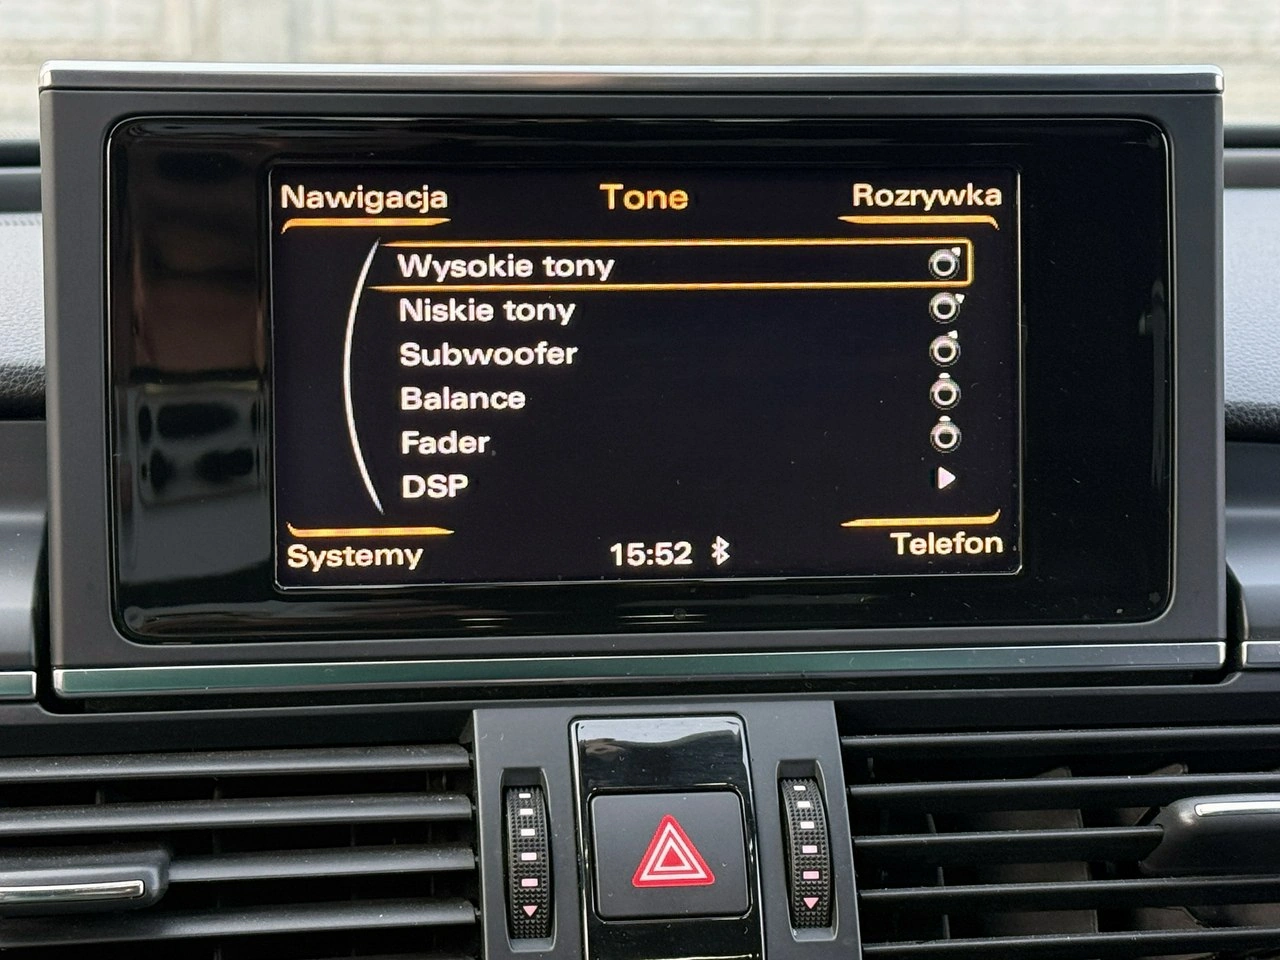 Nawigacja Tone Rozrywka
Wysokie tony
Niskie tony
Subwoofer
Balance
Fader
DSP
Systemy 15:52 Telefon